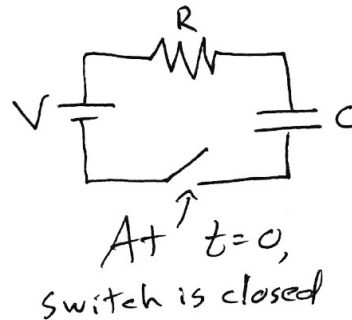 R
V
C
At t=0,
switch is closed